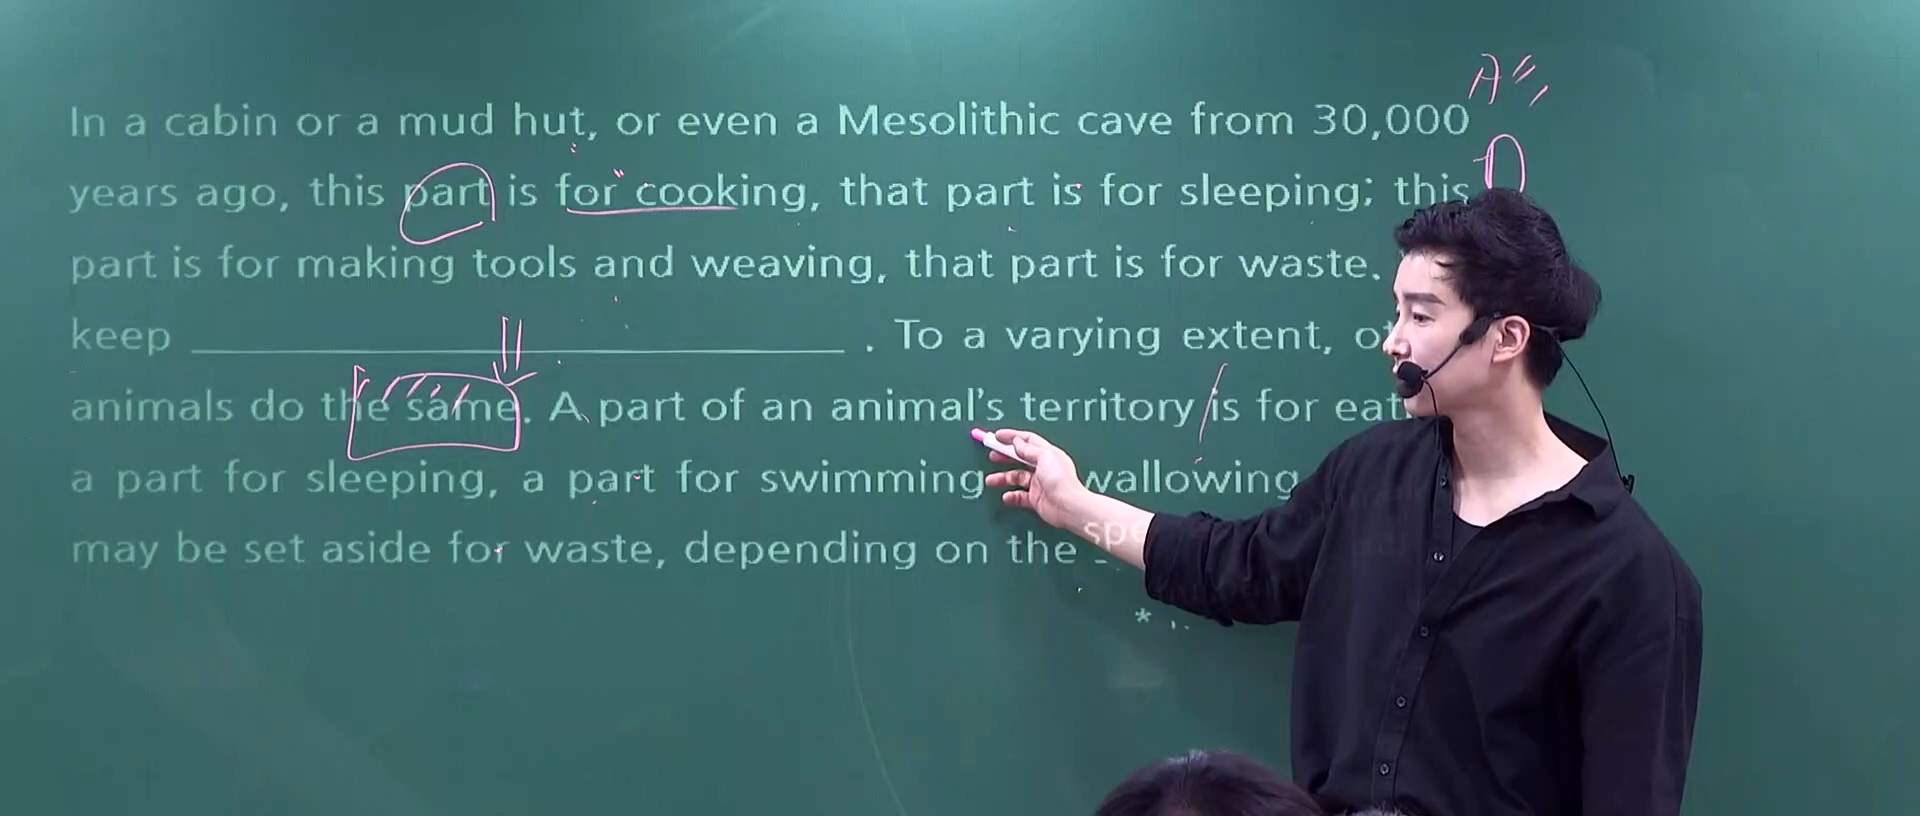 A
In a cabin or a mud hut, or even a Mesolithic cave from 30,000
years ago, this part is for cooking, that part is for sleeping; this
part is for making tools and weaving, that part is for waste.
keep ____________________ . To a varying extent,
animals do the same. A part of an animal's territory is for
a part for sleeping, a part for swimming wallowing
may be set aside for waste, depending on the
*